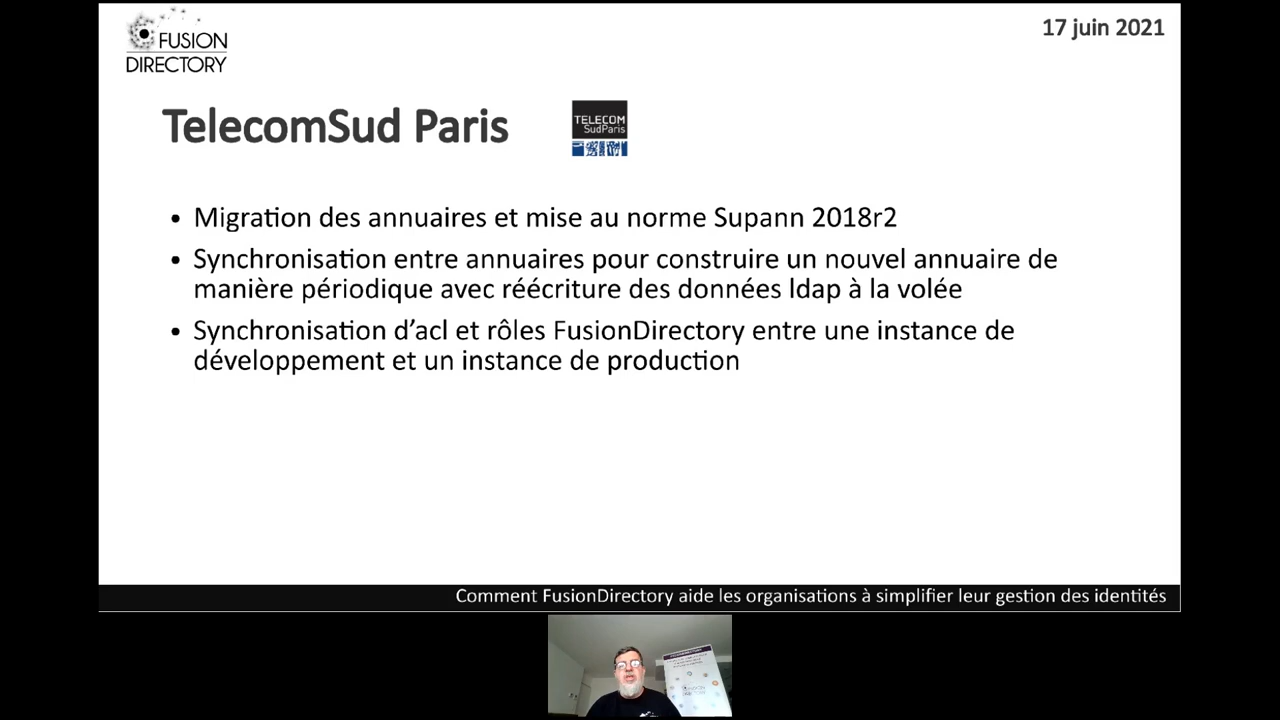 FUSION
DIRECTORY
17 juin 2021
TelecomSud Paris
TELECOM
SudParis
• Migration des annuaires et mise au norme Supann 2018r2
• Synchronisation entre annuaires pour construire un nouvel annuaire de
manière périodique avec réécriture des données ldap à la volée
• Synchronisation d’acl et rôles FusionDirectory entre une instance de
développement et un instance de production
Comment FusionDirectory aide les organisations à simplifier leur gestion des identités
FUSION
DIRECTORY